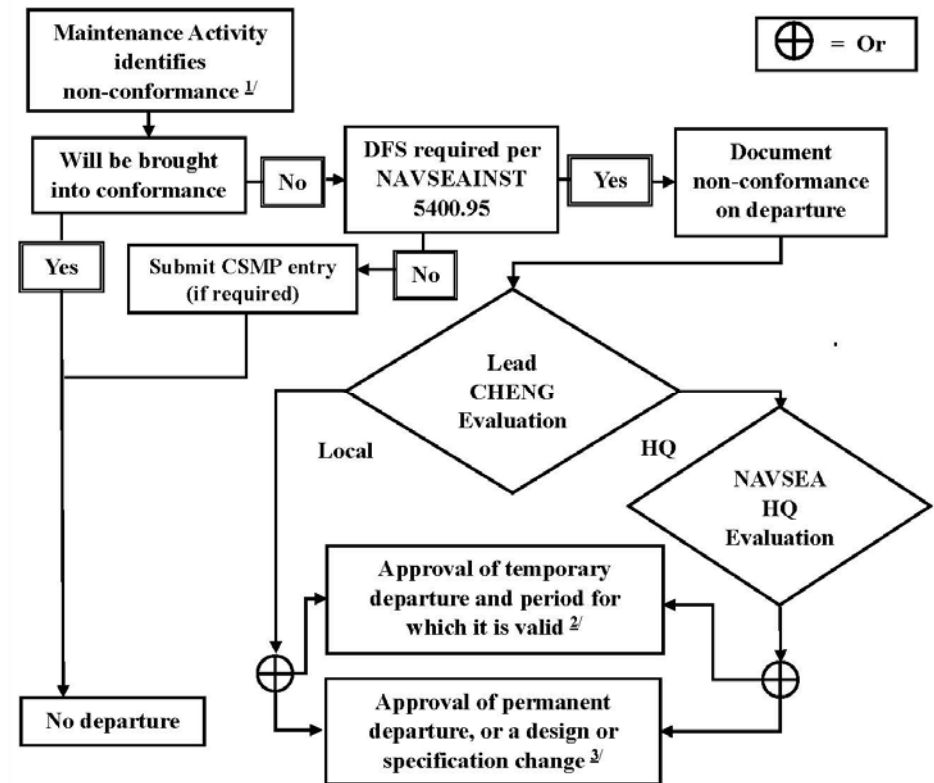 Maintenance Activity
identifies
non-conformance 1/
= Or
Will be brought
into conformance
No
DFS required per
NAVSEAINST
5400.95
Yes
Document
non-conformance
on departure
Yes
Submit CSMP entry
(if required)
No
Lead
CHENG
Evaluation
Local
HQ
NAVSEA
HQ
Evaluation
Approval of temporary
departure and period for
which it is valid 2/
No departure
Approval of permanent
departure, or a design or
specification change 3/